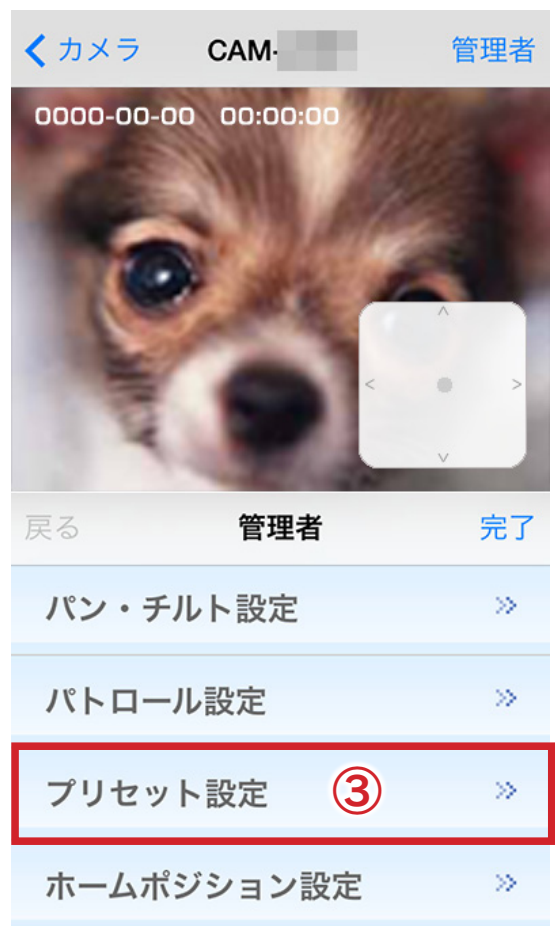 カメラ CAM- 管理者
0000-00-00 00:00:00
戻る 管理者 完了
パン・チルト設定
パトロール設定
プリセット設定 ③
ホームポジション設定